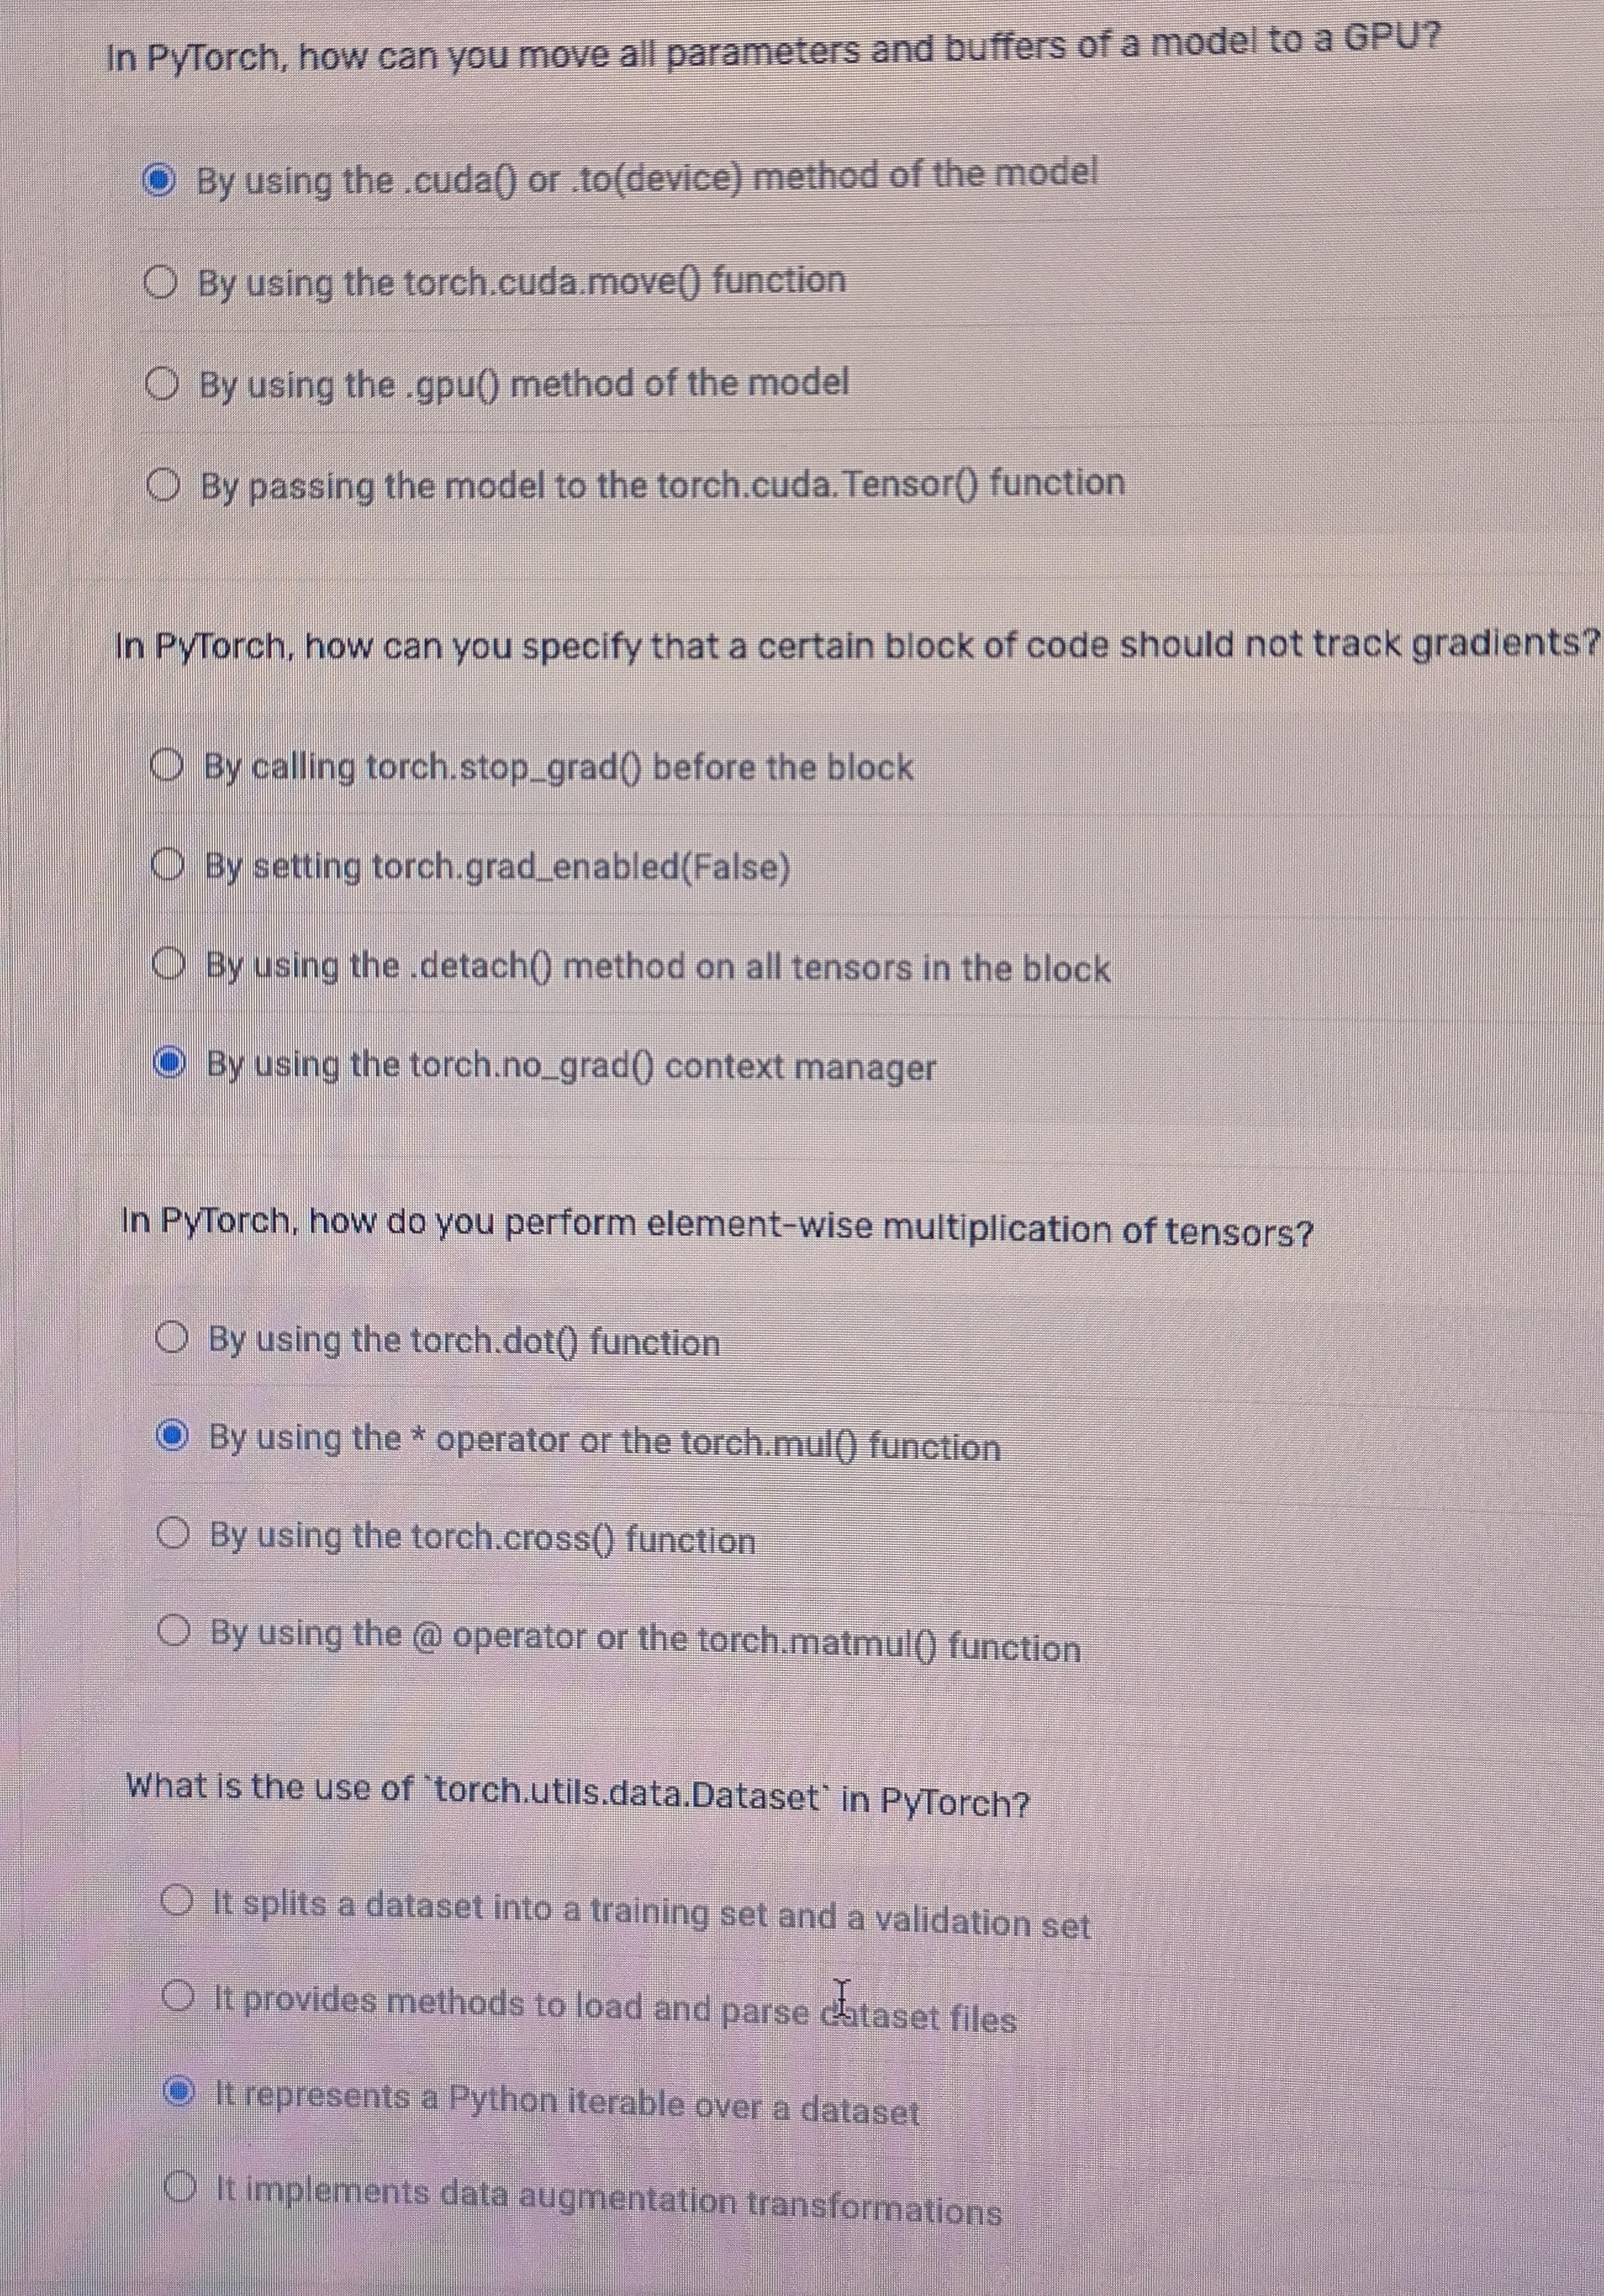 In PyTorch, how can you move all parameters and buffers of a model to a GPU?
By using the .cuda() or .to(device) method of the model
By using the torch.cuda.move() function
By using the .gpu() method of the model
By passing the model to the torch.cuda.Tensor() function
In PyTorch, how can you specify that a certain block of code should not track gradients?
By calling torch.stop_grad() before the block
By setting torch.grad_enabled(False)
By using the .detach() method on all tensors in the block
By using the torch.no_grad() context manager
In PyTorch, how do you perform element-wise multiplication of tensors?
By using the torch.dot() function
By using the * operator or the torch.mul() function
By using the torch.cross() function
By using the @ operator or the torch.matmul() function
What is the use of `torch.utils.data.Dataset` in PyTorch?
It splits a dataset into a training set and a validation set
It provides methods to load and parse dataset files
It represents a Python iterable over a dataset
It implements data augmentation transformations